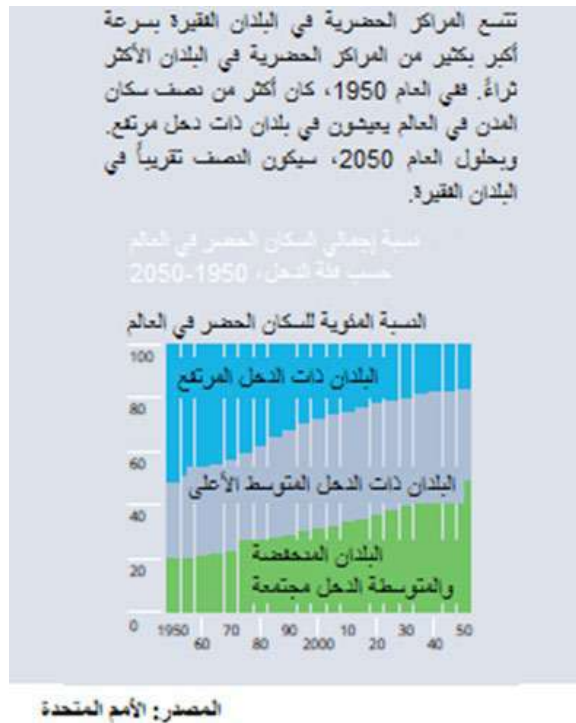 تتسع المراكز الحضرية في البلدان الفقيرة بسرعة
أكبر بكثير من المراكز الحضرية في البلدان الأكثر
ثراءً. ففي العام 1950، كان أكثر من نصف سكان
المدن في العالم يعيشون في بلدان ذات دخل مرتفع.
وبحلول العام 2050، سيكون النصف تقريباً في
البلدان الفقيرة.
نسبة إجمالي السكان الحضر في العالم
حسب فئة الدخل، 1950-2050
النسبة المئوية للسكان الحضر في العالم
100
البلدان ذات الدخل المرتفع
80
60
البلدان ذات الدخل المتوسط الأعلى
40
البلدان المنخفضة
20
والمتوسطة الدخل مجتمعة
0
1950 70 90 10 30 50
60 80 2000 20 40
المصدر: الأمم المتحدة